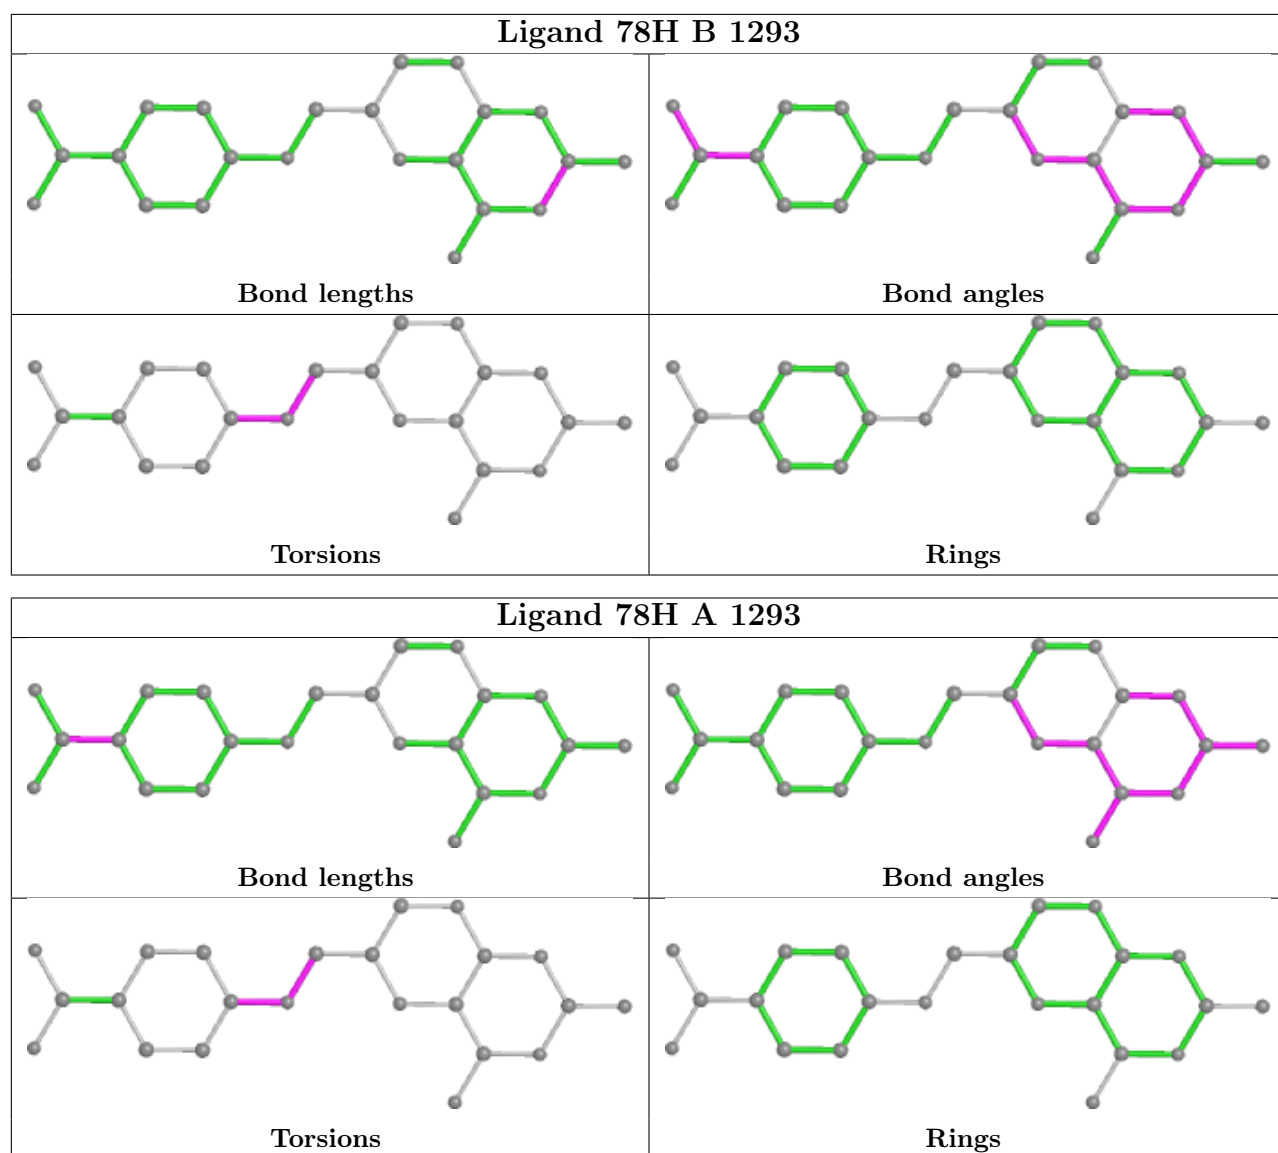 Ligand 78H B 1293
Bond lengths
Bond angles
Torsions
Rings
Ligand 78H A 1293
Bond lengths
Bond angles
Torsions
Rings